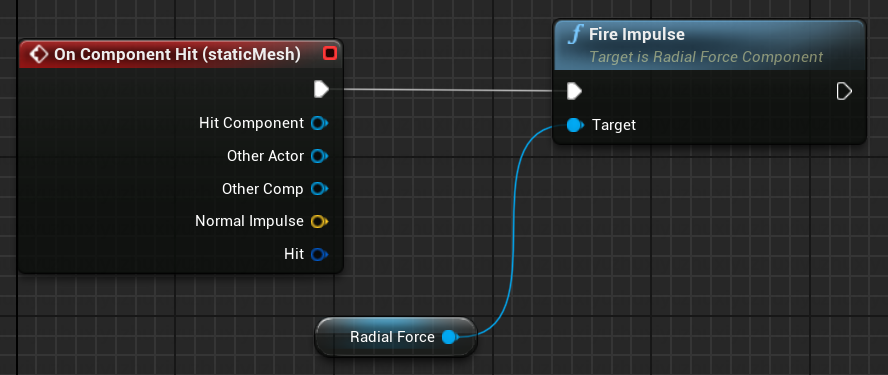 On Component Hit (staticMesh)
Hit Component
Other Actor
Other Comp
Normal Impulse
Hit
Fire Impulse
Target is Radial Force Component
Target
Radial Force